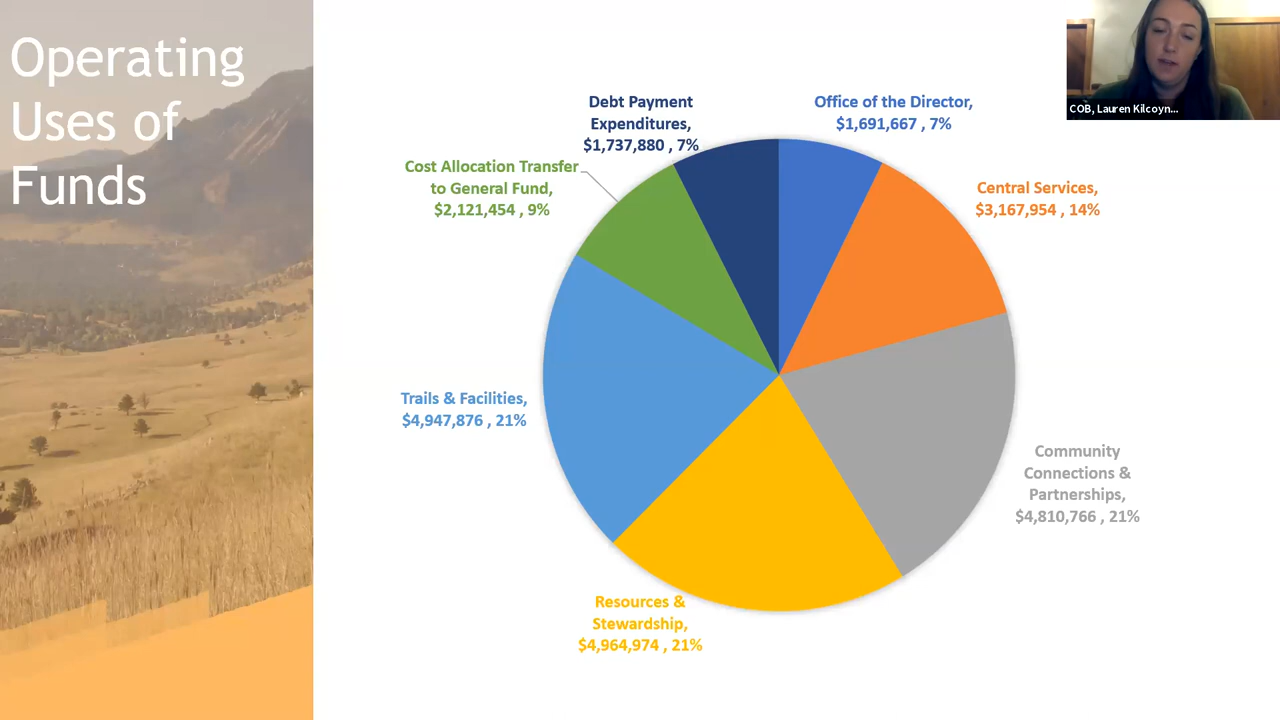 Operating
Uses of
Funds
COB, Lauren Kilcoyn...
Debt Payment
Expenditures,
$1,737,880 , 7%
Office of the Director,
$1,691,667 , 7%
Cost Allocation Transfer
to General Fund,
$2,121,454 , 9%
Central Services,
$3,167,954 , 14%
Trails & Facilities,
$4,947,876 , 21%
Community
Connections &
Partnerships,
$4,810,766 , 21%
Resources &
Stewardship,
$4,964,974 , 21%